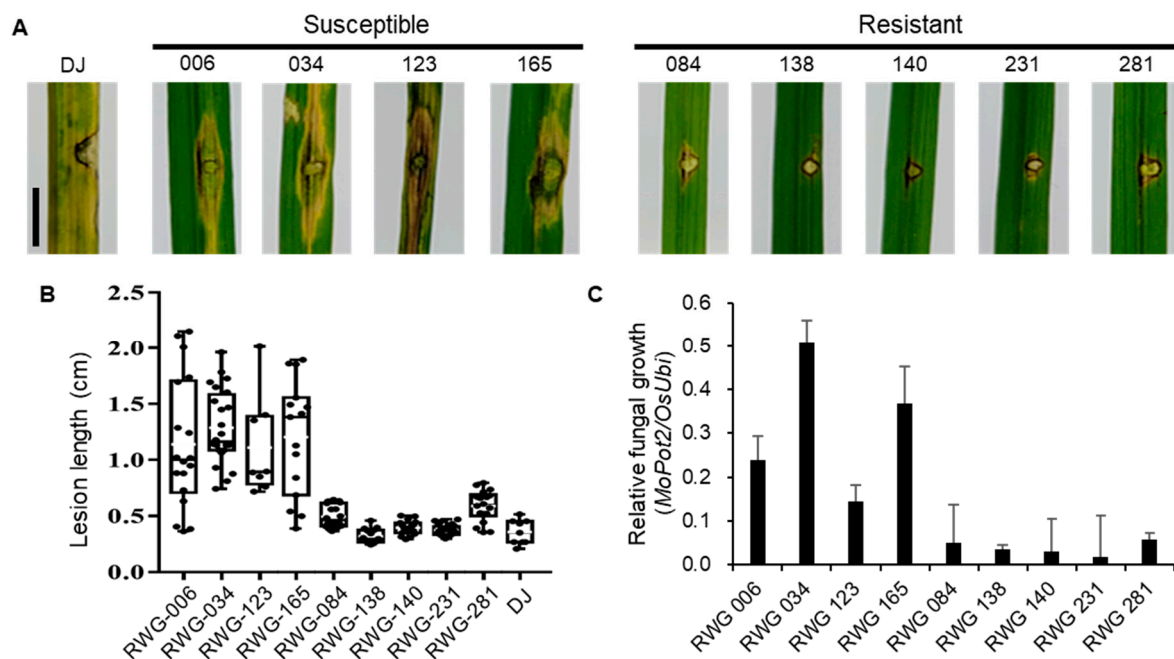 A
Susceptible
Resistant
DJ 006 034 123 165 084 138 140 231 281
B
Lesion length (cm)
2.5
2.0
1.5
1.0
0.5
0.0
RWG-006
RWG-034
RWG-123
RWG-165
RWG-084
RWG-138
RWG-140
RWG-231
RWG-281
DJ
C
Relative fungal growth
(MoPot2/OsUbi)
0.6
0.5
0.4
0.3
0.2
0.1
0.0
RWG 006
RWG 034
RWG 123
RWG 165
RWG 084
RWG 138
RWG 140
RWG 231
RWG 281